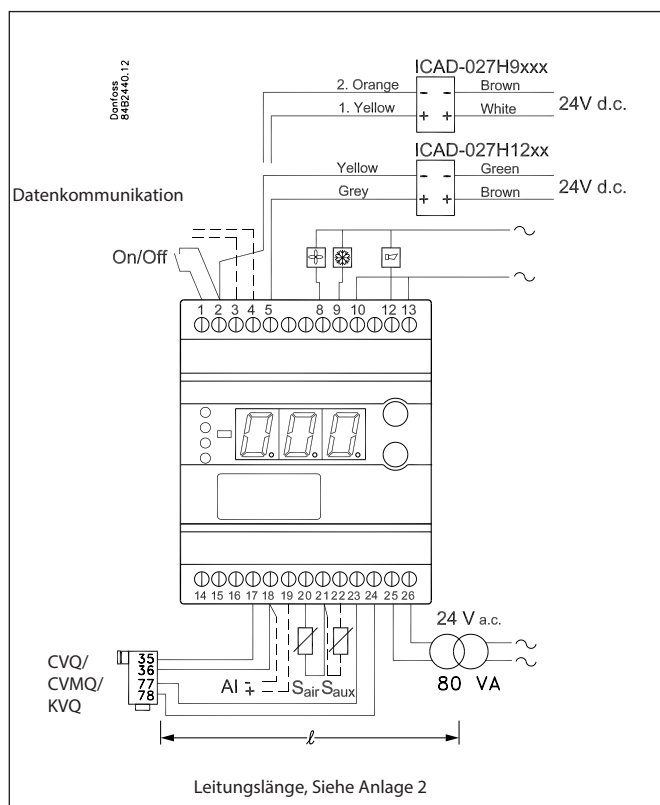 Danfoss
84B2440.12
ICAD-027H9xxx
2. Orange - - Brown
1. Yellow + + White
24V d.c.
ICAD-027H12xx
Yellow - - Green
Grey + + Brown
24V d.c.
Datenkommunikation
On/Off
1 2 3 4 5 8 9 10 12 13
14 15 16 17 18 19 20 21 22 23 24 25 26
24 V a.c.
80 VA
CVQ/
CVMQ/
KVQ
35
36
77
78
AI - +
Sair Saux
ℓ
Leitungslänge, Siehe Anlage 2